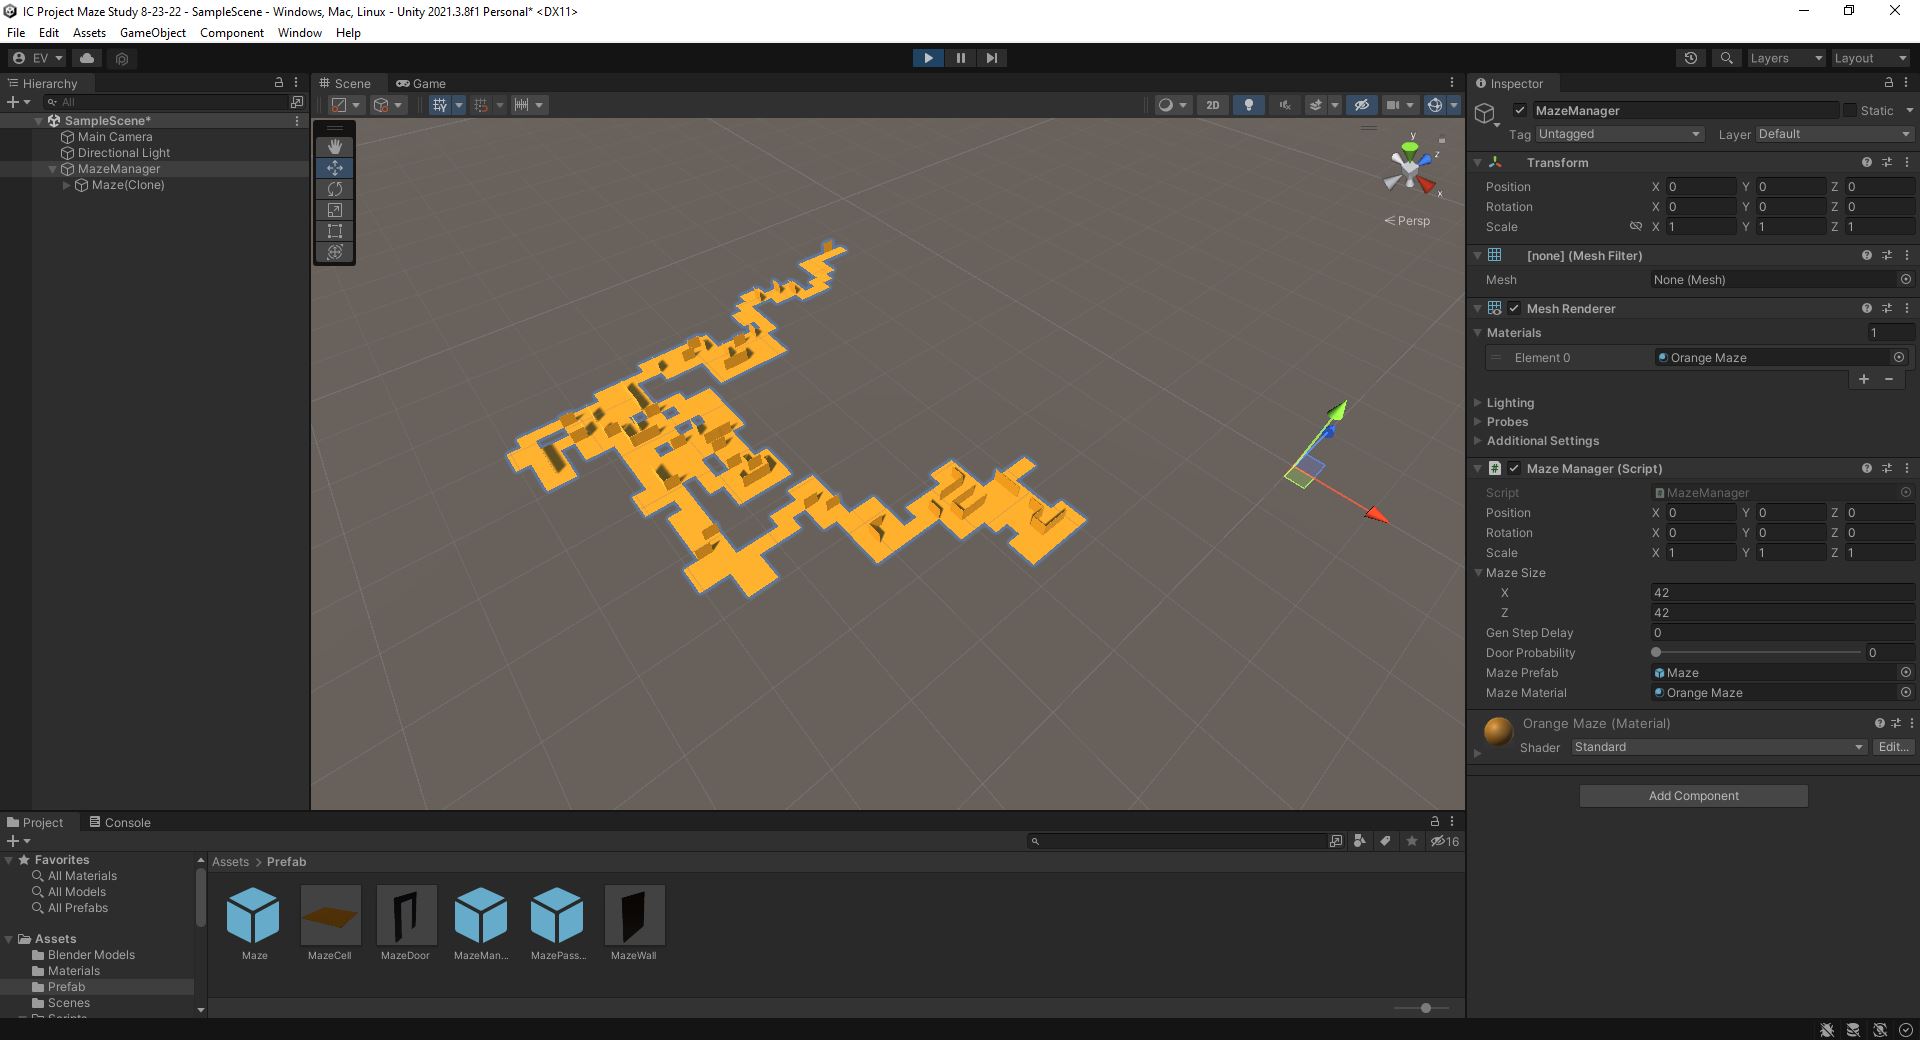 IC Project Maze Study 8-23-22 - SampleScene - Windows, Mac, Linux - Unity 2021.3.8f1 Personal* <DX11>
File Edit Assets GameObject Component Window Help
EV
Layers
Layout
Hierarchy
All
SampleScene*
Main Camera
Directional Light
MazeManager
Maze(Clone)
Scene
Game
2D
y
z
x
Persp
Inspector
MazeManager
Static
Tag Untagged
Layer Default
Transform
Position X 0 Y 0 Z 0
Rotation X 0 Y 0 Z 0
Scale X 1 Y 1 Z 1
[none] (Mesh Filter)
Mesh None (Mesh)
Mesh Renderer
Materials 1
Element 0 Orange Maze
Lighting
Probes
Additional Settings
Maze Manager (Script)
Script MazeManager
Position X 0 Y 0 Z 0
Rotation X 0 Y 0 Z 0
Scale X 1 Y 1 Z 1
Maze Size
X 42
Z 42
Gen Step Delay 0
Door Probability 0
Maze Prefab Maze
Maze Material Orange Maze
Orange Maze (Material)
Shader Standard Edit...
Add Component
Project
Console
16
Favorites
All Materials
All Models
All Prefabs
Assets
Blender Models
Materials
Prefab
Scenes
Scripts
Assets > Prefab
Maze
MazeCell
MazeDoor
MazeMan...
MazePass...
MazeWall